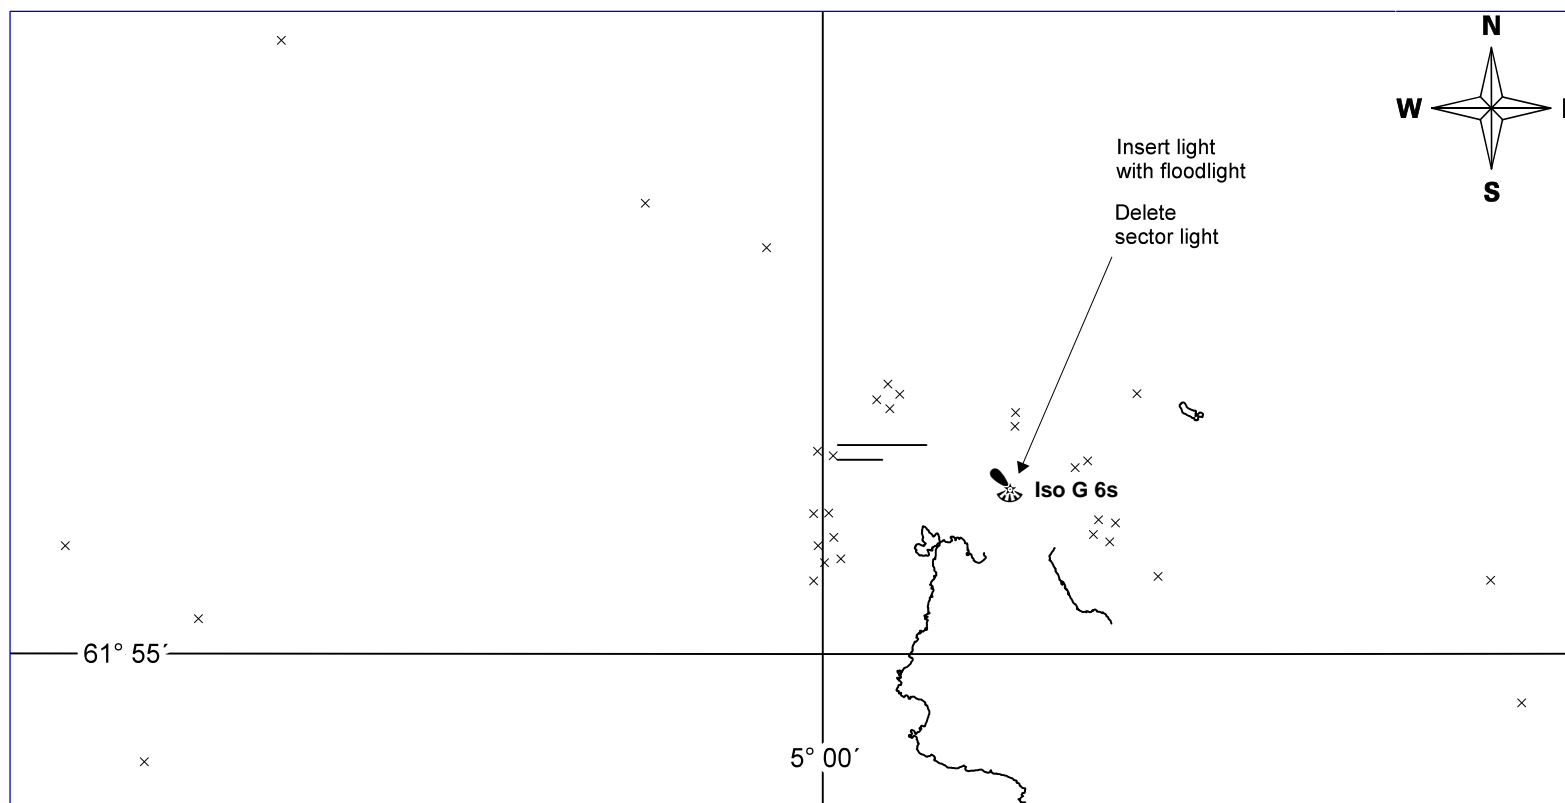 N
W
S
Insert light
with floodlight
Delete
sector light
Iso G 6s
61° 55´
5° 00´